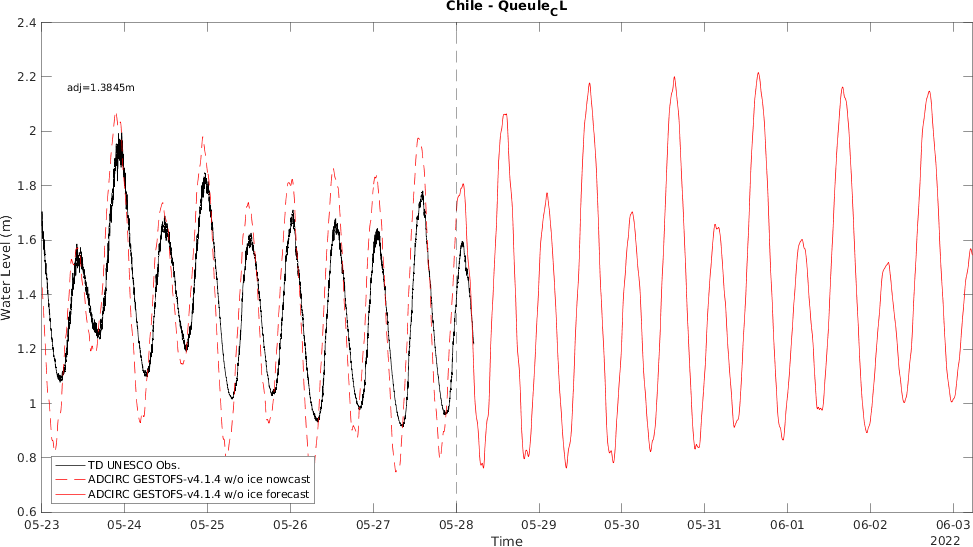 Chile - Queule_CL
2.4
2.2
adj=1.3845m
2
1.8
1.6
Water Level (m)
1.4
1.2
1
0.8
TD UNESCO Obs.
ADCIRC GESTOFS-v4.1.4 w/o ice nowcast
ADCIRC GESTOFS-v4.1.4 w/o ice forecast
0.6
05-23 05-24 05-25 05-26 05-27 05-28 05-29 05-30 05-31 06-01 06-02 06-03
Time
2022